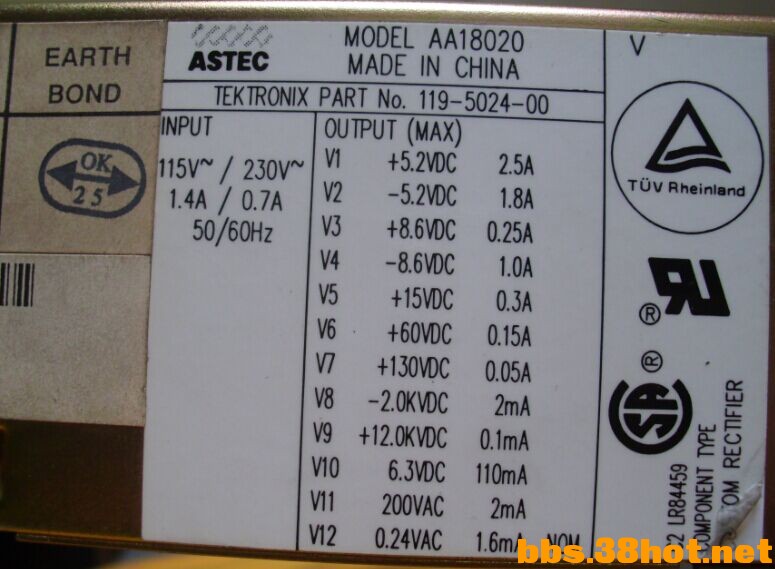 EARTH
BOND
OK
25
ASTEC
MODEL AA18020
MADE IN CHINA
TEKTRONIX PART No. 119-5024-00
INPUT
115V~ / 230V~
1.4A / 0.7A
50/60Hz
OUTPUT (MAX)
V1 +5.2VDC 2.5A
V2 -5.2VDC 1.8A
V3 +8.6VDC 0.25A
V4 -8.6VDC 1.0A
V5 +15VDC 0.3A
V6 +60VDC 0.15A
V7 +130VDC 0.05A
V8 -2.0KVDC 2mA
V9 +12.0KVDC 0.1mA
V10 6.3VDC 110mA
V11 200VAC 2mA
V12 0.24VAC 1.6mA NOM
V
TÜV Rheinland
®
®
SA
LR84459
COMPONENT TYPE
RECTIFIER
bbs.38hot.net